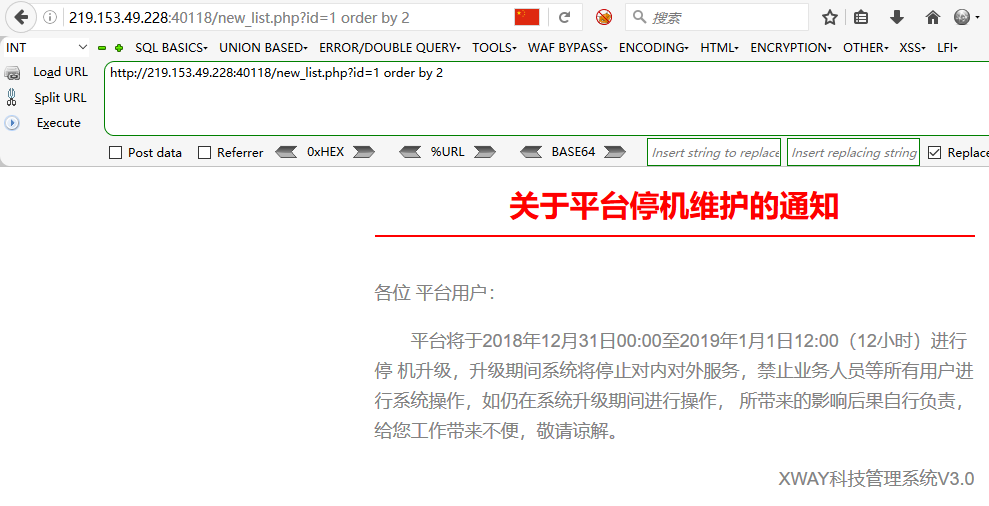 219.153.49.228:40118/new_list.php?id=1 order by 2
搜索
INT
SQL BASICS
UNION BASED
ERROR/DOUBLE QUERY
TOOLS
WAF BYPASS
ENCODING
HTML
ENCRYPTION
OTHER
XSS
LFI
Load URL
http://219.153.49.228:40118/new_list.php?id=1 order by 2
Split URL
Execute
Post data
Referrer
0xHEX
%URL
BASE64
Insert string to replace
Insert replacing string
Replace
关于平台停机维护的通知
各位 平台用户：
平台将于2018年12月31日00:00至2019年1月1日12:00（12小时）进行
停 机升级，升级期间系统将停止对内对外服务，禁止业务人员等所有用户进
行系统操作，如仍在系统升级期间进行操作， 所带来的影响后果自行负责，
给您工作带来不便，敬请谅解。
XWAY科技管理系统V3.0